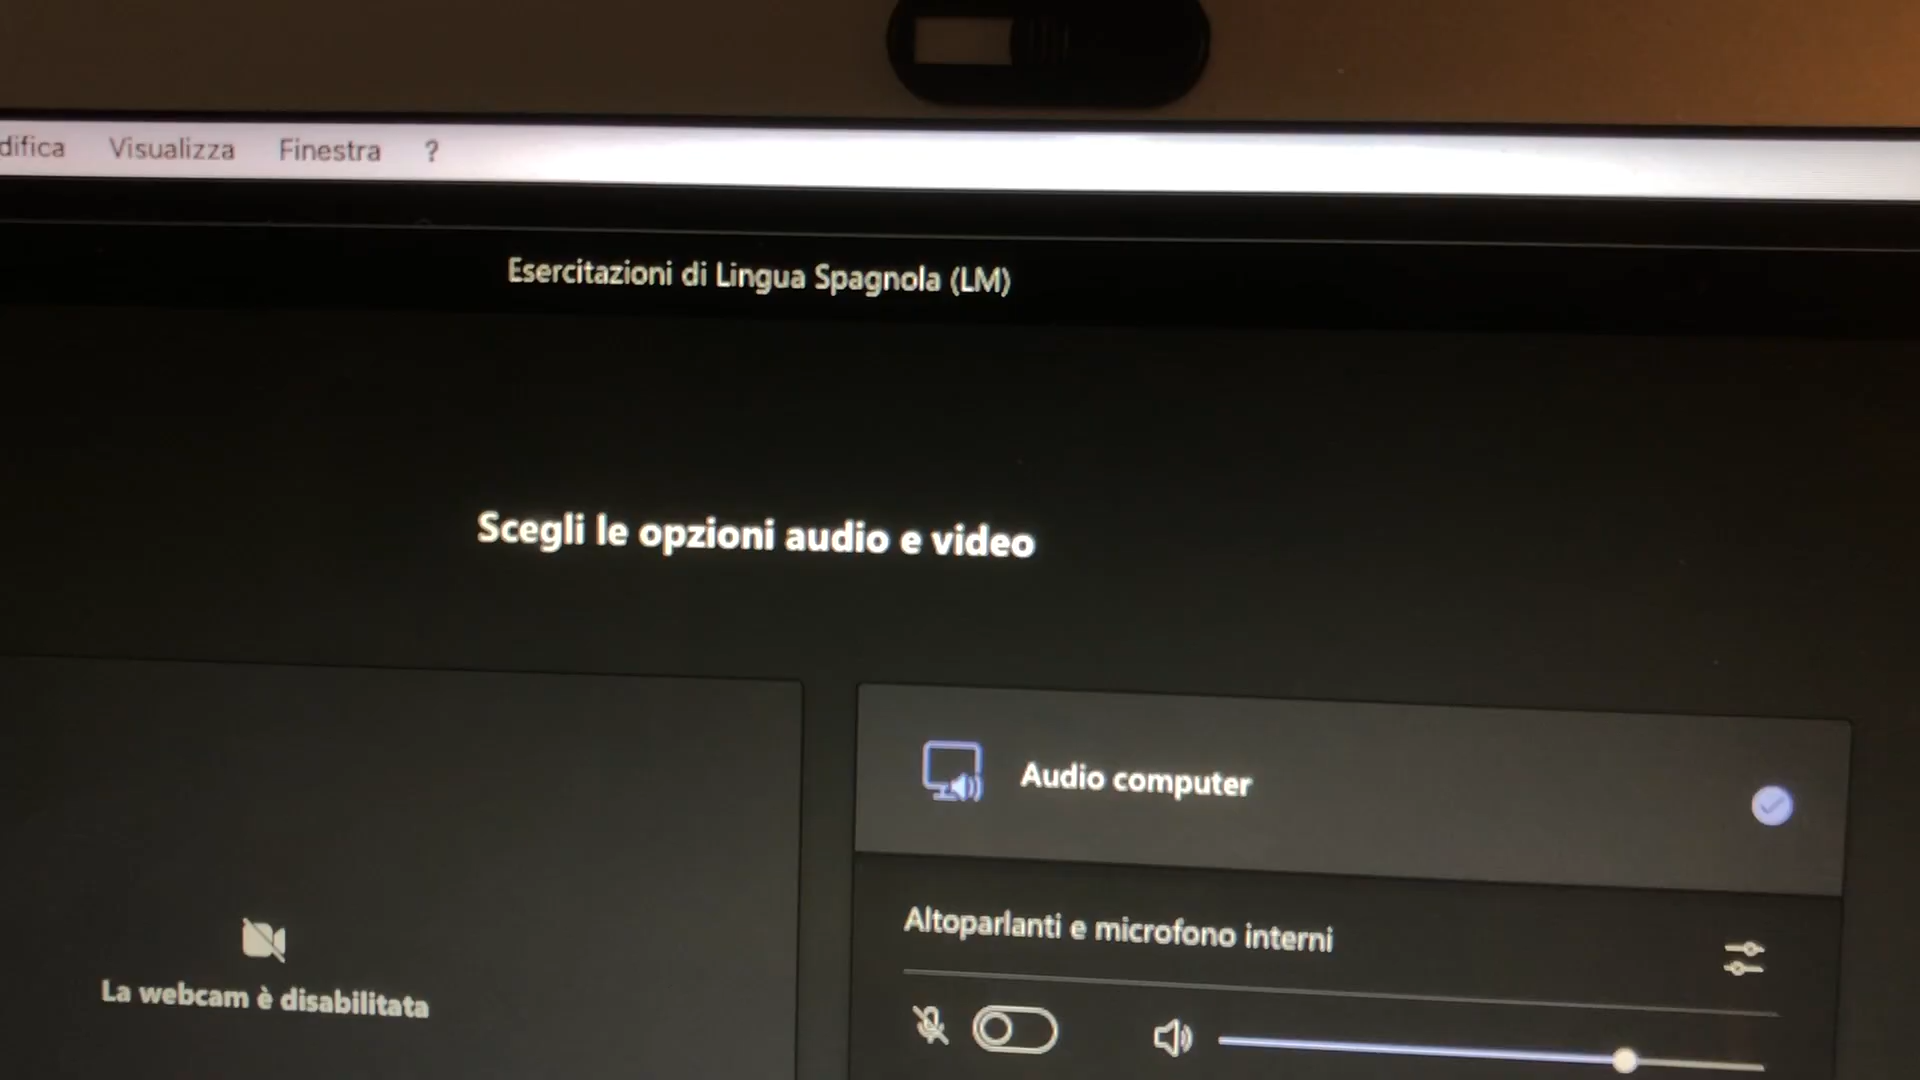 difica Visualizza Finestra ?
Esercitazioni di Lingua Spagnola (LM)
Scegli le opzioni audio e video
Audio computer
Altoparlanti e microfono interni
La webcam è disabilitata